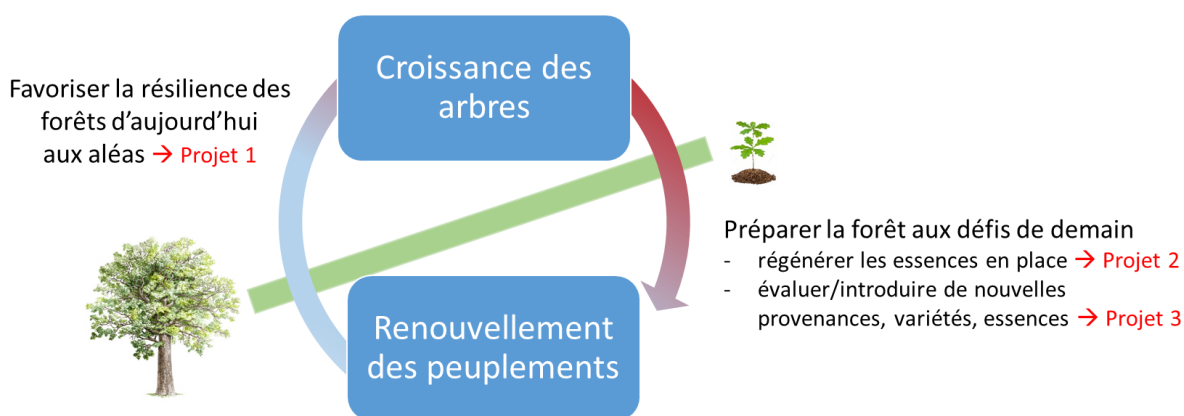 Favoriser la résilience des
forêts d’aujourd’hui
aux aléas → Projet 1
Croissance des
arbres
Préparer la forêt aux défis de demain
- régénérer les essences en place → Projet 2
- évaluer/introduire de nouvelles
provenances, variétés, essences → Projet 3
Renouvellement
des peuplements